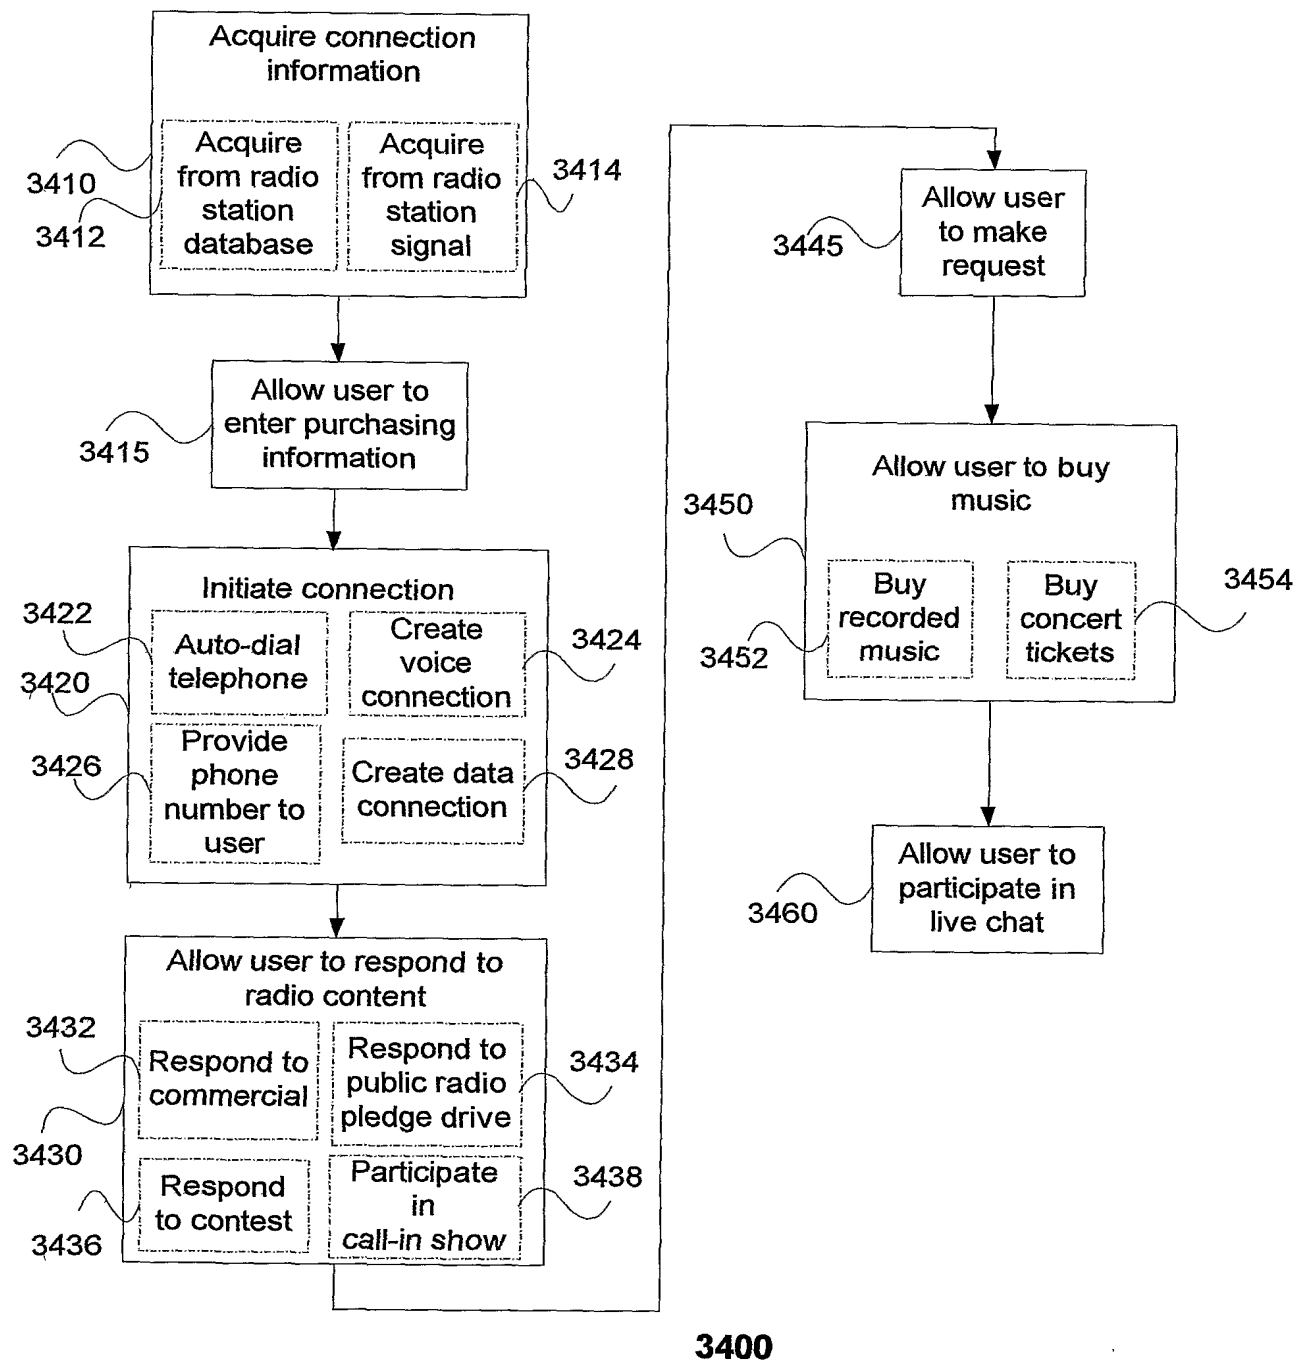 Acquire connection
information
Acquire
from radio
station
database
Acquire
from radio
station
signal
3410
3412
3414
Allow user to
enter purchasing
information
3415
Initiate connection
Auto-dial
telephone
Create
voice
connection
Provide
phone
number to
user
Create data
connection
3422
3420
3424
3426
3428
Allow user to respond to
radio content
Respond to
commercial
Respond to
public radio
pledge drive
Respond
to contest
Participate
in
call-in show
3432
3434
3430
3436
3438
Allow user
to make
request
3445
Allow user to buy
music
Buy
recorded
music
Buy
concert
tickets
3450
3452
3454
Allow user to
participate in
live chat
3460
3400